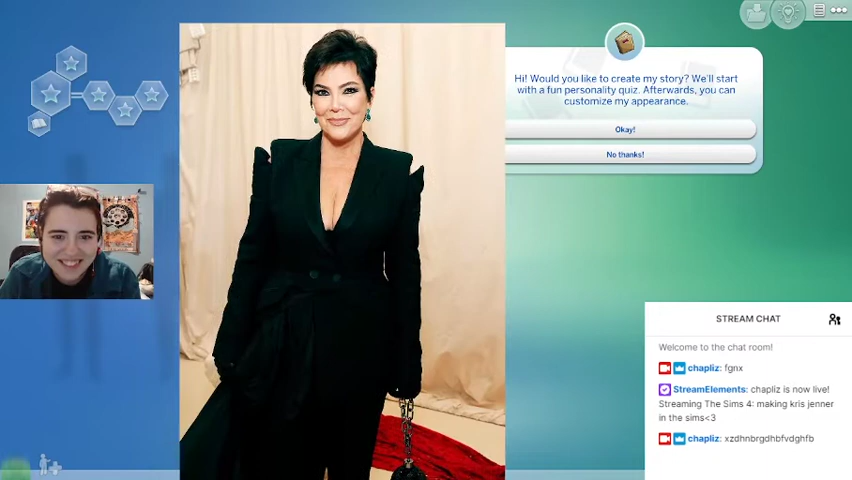 Hi! Would you like to create my story? We'll start
with a fun personality quiz. Afterwards, you can
customize my appearance.
Okay!
No thanks!
STREAM CHAT
Welcome to the chat room!
chapliz: fgnx
StreamElements: chapliz is now live!
Streaming The Sims 4: making kris jenner
in the sims<3
chapliz: xzdhnbrgdhbfvdghfb